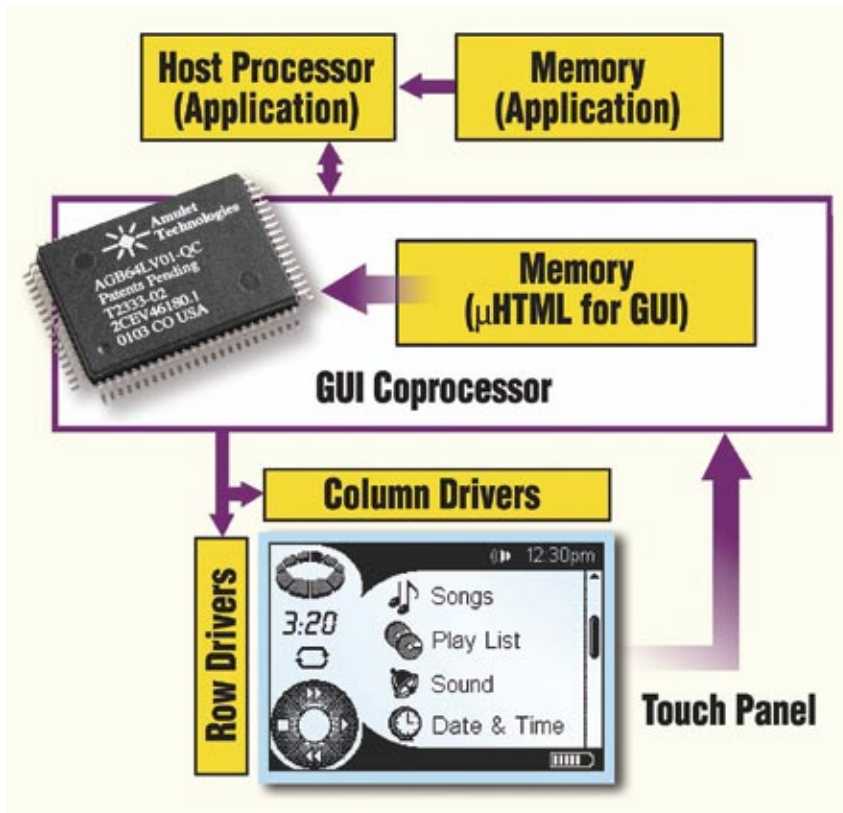 Host Processor
(Application)
Memory
(Application)
Amulet
Technologies
AGB64LV01-QC
Patents Pending
T2333-02
2CEV46180.1
0103 CO USA
Memory
(µHTML for GUI)
GUI Coprocessor
Column Drivers
Row Drivers
12:30pm
3:20
Songs
Play List
Sound
Date & Time
Touch Panel